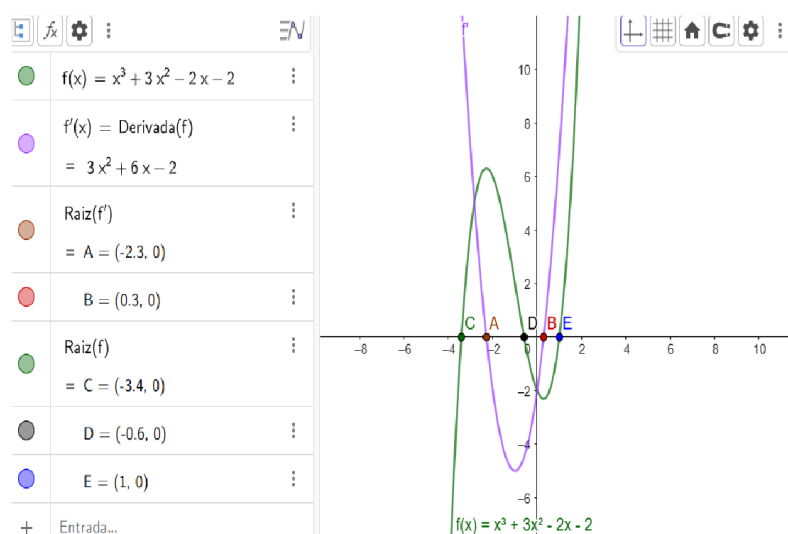 f(x) = x³ + 3 x² − 2 x − 2
f′(x) = Derivada(f)
= 3 x² + 6 x − 2
Raiz(f′)
= A = (-2.3, 0)
B = (0.3, 0)
Raiz(f)
= C = (-3.4, 0)
D = (-0.6, 0)
E = (1, 0)
+ Entrada...
f'
10
8
6
4
2
C A D B E
−8 −6 −4 −2 0 2 4 6 8 10
−2
−4
−6
f(x) = x³ + 3x² - 2x - 2